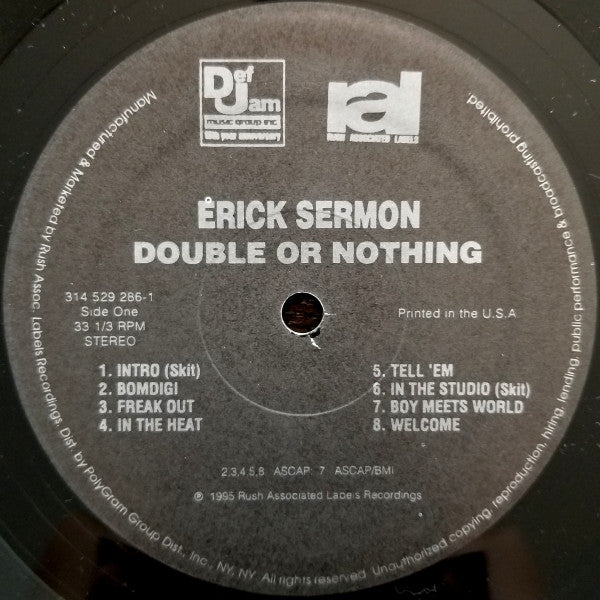 Def
Jam
music group inc.
10th year anniversary
ral
RUSH ASSOCIATED LABELS
ERICK SERMON
DOUBLE OR NOTHING
314 529 286-1
Side One
33 1/3 RPM
STEREO
Printed in the U.S.A
1. INTRO (Skit)
2. BOMDIGI
3. FREAK OUT
4. IN THE HEAT
5. TELL 'EM
6. IN THE STUDIO (Skit)
7. BOY MEETS WORLD
8. WELCOME
2,3,4,5,8 ASCAP: 7 ASCAP/BMI
℗ 1995 Rush Associated Labels Recordings
Manufactured & Marketed by Rush Assoc. Labels Recordings, Dist. by PolyGram Group Dist., Inc., NY, NY. All rights reserved. Unauthorized copying, reproduction, hiring, lending, public performance & broadcasting prohibited.